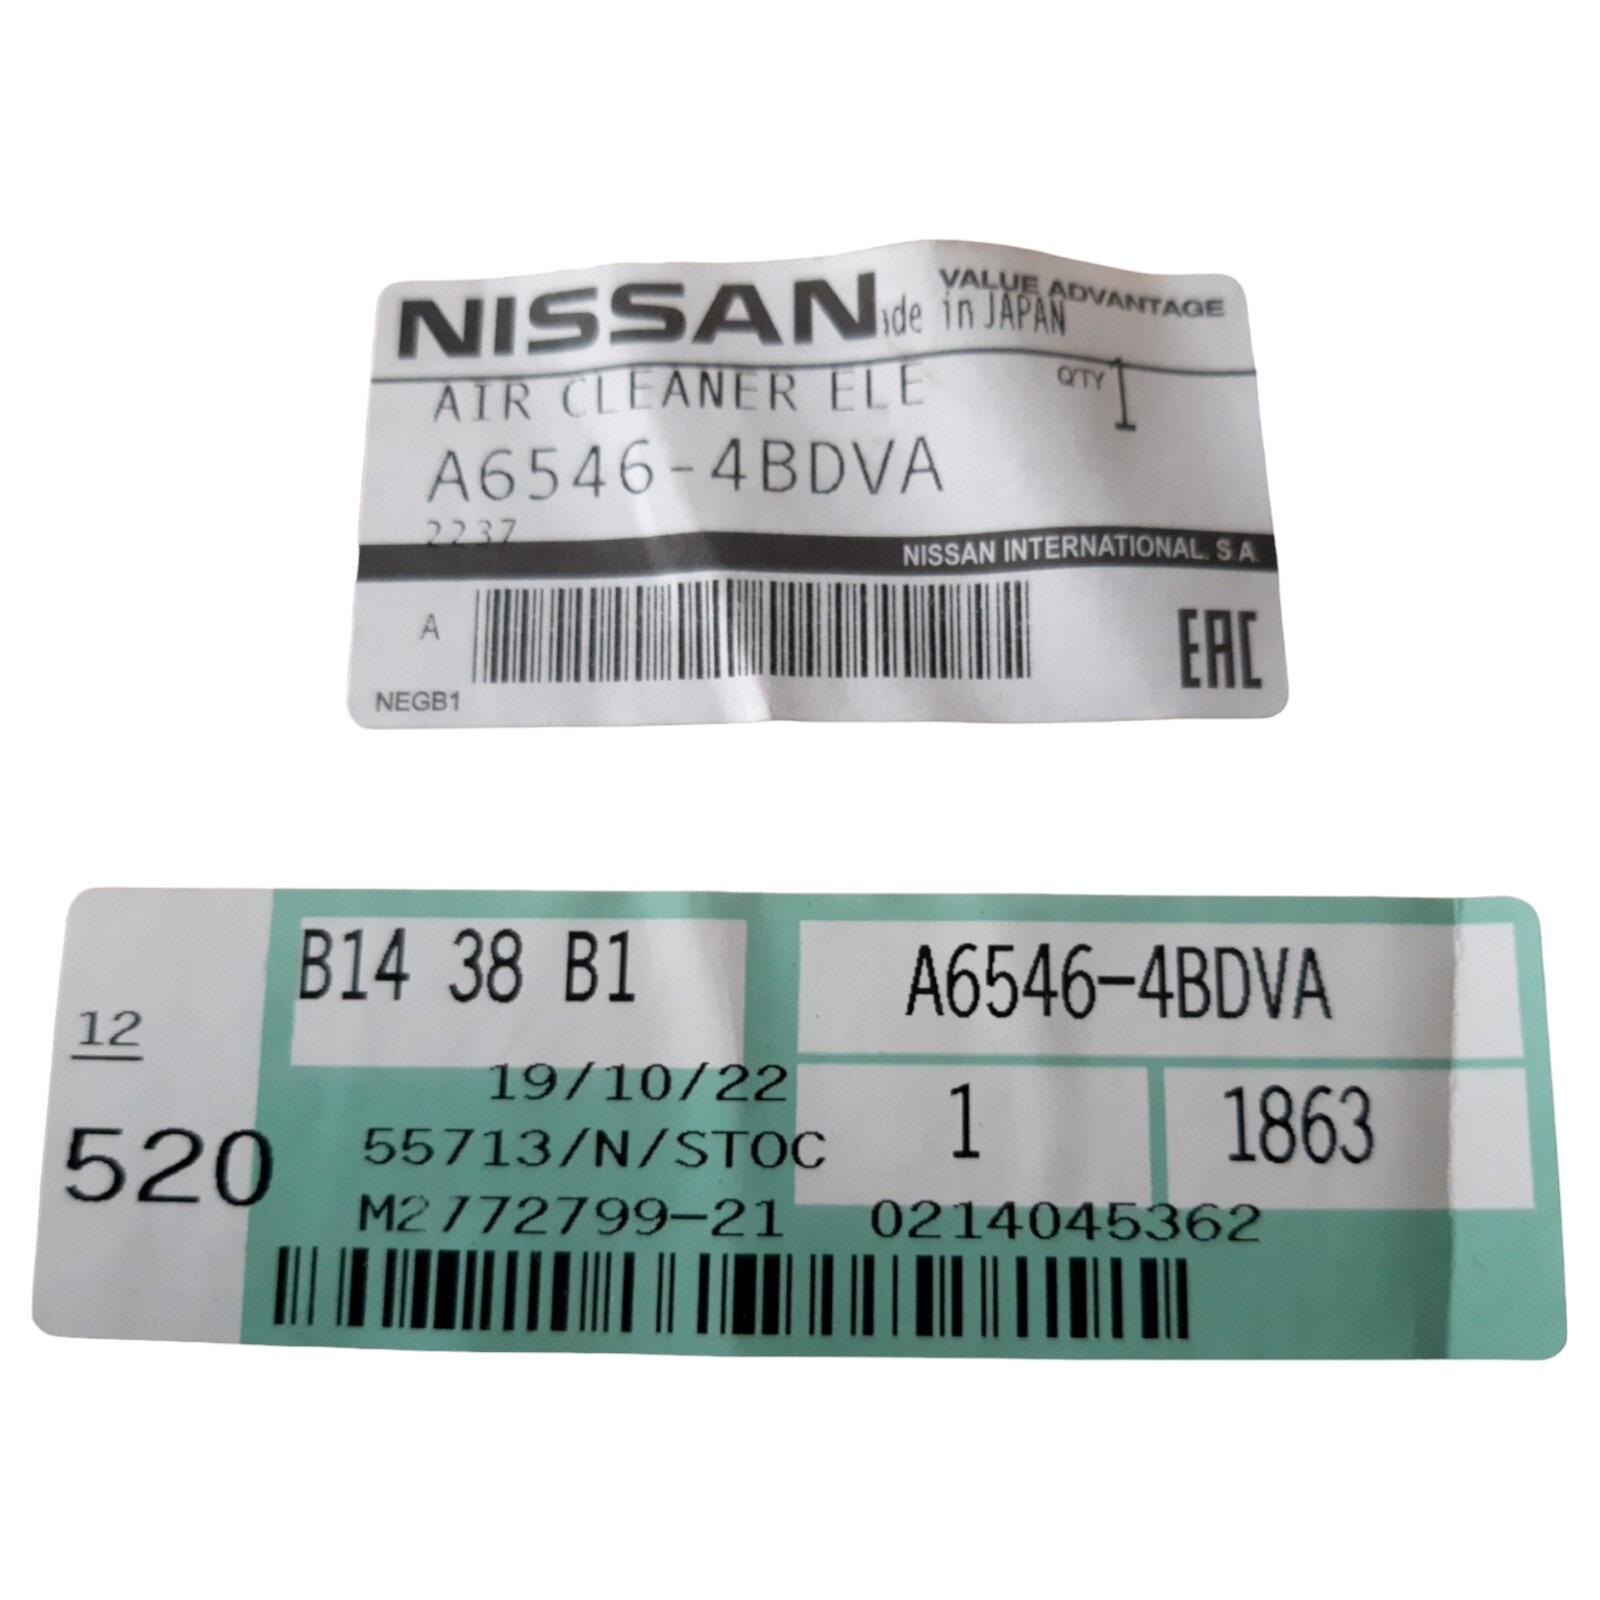 NISSAN
VALUE ADVANTAGE
ade in JAPAN
AIR CLEANER ELE
Q'TY 1
A6546-4BDVA
2237
NISSAN INTERNATIONAL. S A
A
EAC
NEGB1
B14 38 B1
A6546-4BDVA
12
19/10/22
1
1863
520
55713/N/STOC
M2772799-21 0214045362